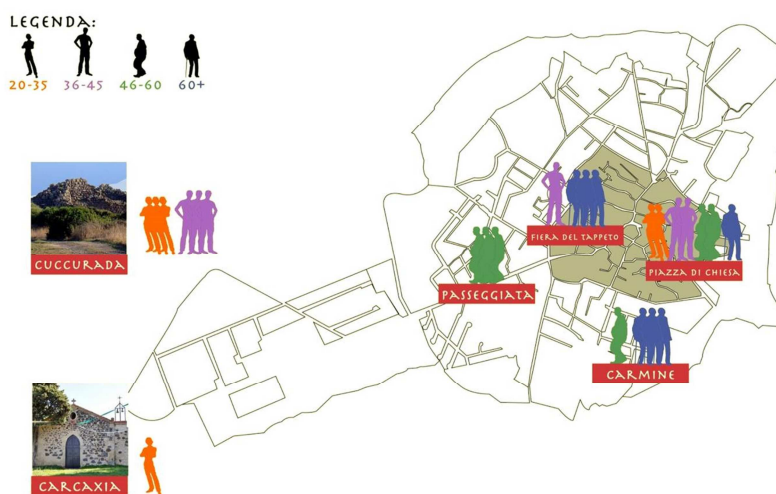 LEGENDA:
20-35 36-45 46-60 60+
CUCCURADA
FIERA DEL TAPPETO
PIAZZA DI CHIESA
PASSEGGIATA
CARMINE
CARCAXIA